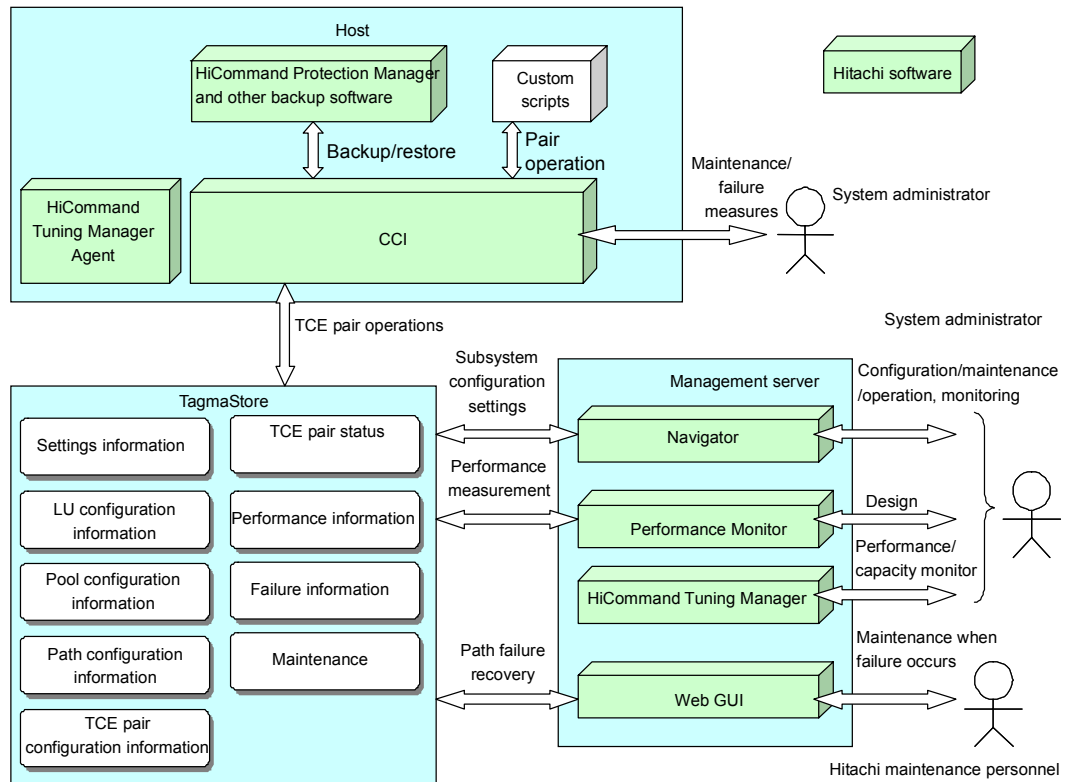 Host
HiCommand Protection Manager
and other backup software
Custom
scripts
Hitachi software
Backup/restore
Pair
operation
HiCommand
Tuning Manager
Agent
CCI
Maintenance/
failure
measures
System administrator
TCE pair operations
System administrator
TagmaStore
Settings information
TCE pair status
LU configuration
information
Performance information
Pool configuration
information
Failure information
Path configuration
information
Maintenance
TCE pair
configuration information
Subsystem
configuration
settings
Performance
measurement
Path failure
recovery
Management server
Navigator
Performance Monitor
HiCommand Tuning Manager
Web GUI
Configuration/maintenance
/operation, monitoring
Design
Performance/
capacity monitor
Maintenance when
failure occurs
Hitachi maintenance personnel